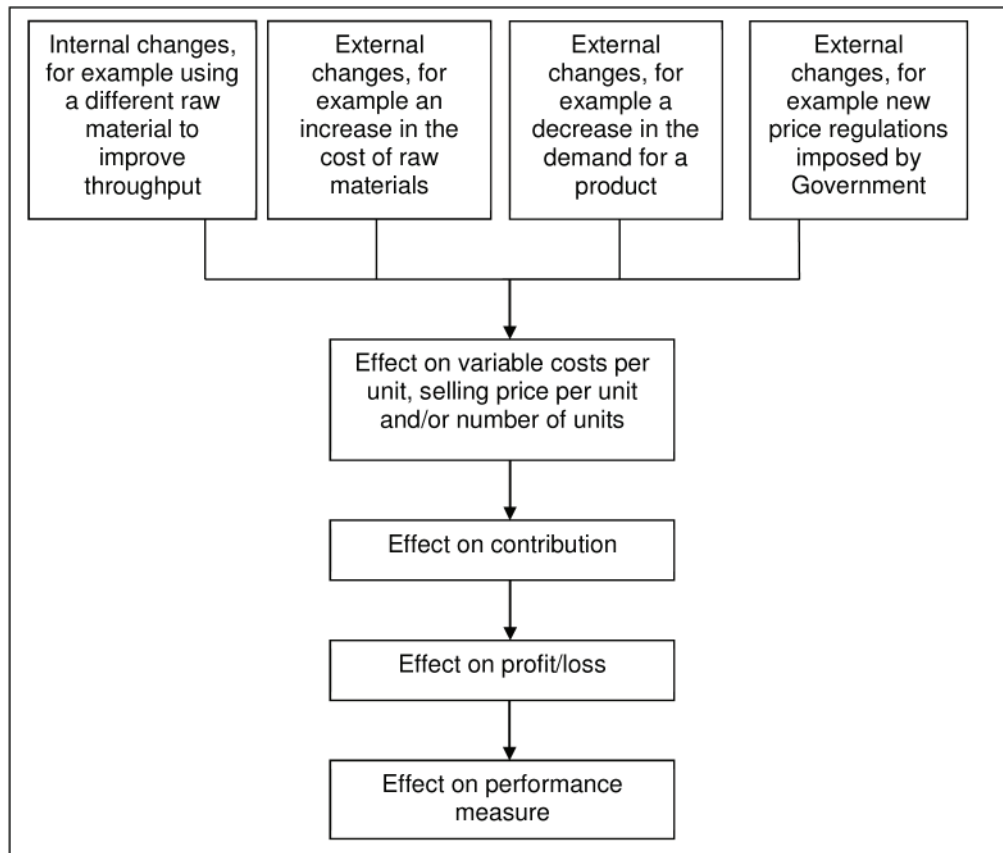 Internal changes,
for example using
a different raw
material to
improve
throughput
External
changes, for
example an
increase in the
cost of raw
materials
External
changes, for
example a
decrease in the
demand for a
product
External
changes, for
example new
price regulations
imposed by
Government
Effect on variable costs per
unit, selling price per unit
and/or number of units
Effect on contribution
Effect on profit/loss
Effect on performance
measure